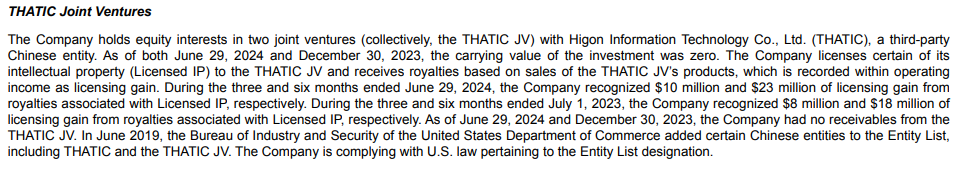 THATIC Joint Ventures
The Company holds equity interests in two joint ventures (collectively, the THATIC JV) with Higon Information Technology Co., Ltd. (THATIC), a third-party
Chinese entity. As of both June 29, 2024 and December 30, 2023, the carrying value of the investment was zero. The Company licenses certain of its
intellectual property (Licensed IP) to the THATIC JV and receives royalties based on sales of the THATIC JV's products, which is recorded within operating
income as licensing gain. During the three and six months ended June 29, 2024, the Company recognized $10 million and $23 million of licensing gain from
royalties associated with Licensed IP, respectively. During the three and six months ended July 1, 2023, the Company recognized $8 million and $18 million of
licensing gain from royalties associated with Licensed IP, respectively. As of June 29, 2024 and December 30, 2023, the Company had no receivables from the
THATIC JV. In June 2019, the Bureau of Industry and Security of the United States Department of Commerce added certain Chinese entities to the Entity List,
including THATIC and the THATIC JV. The Company is complying with U.S. law pertaining to the Entity List designation.